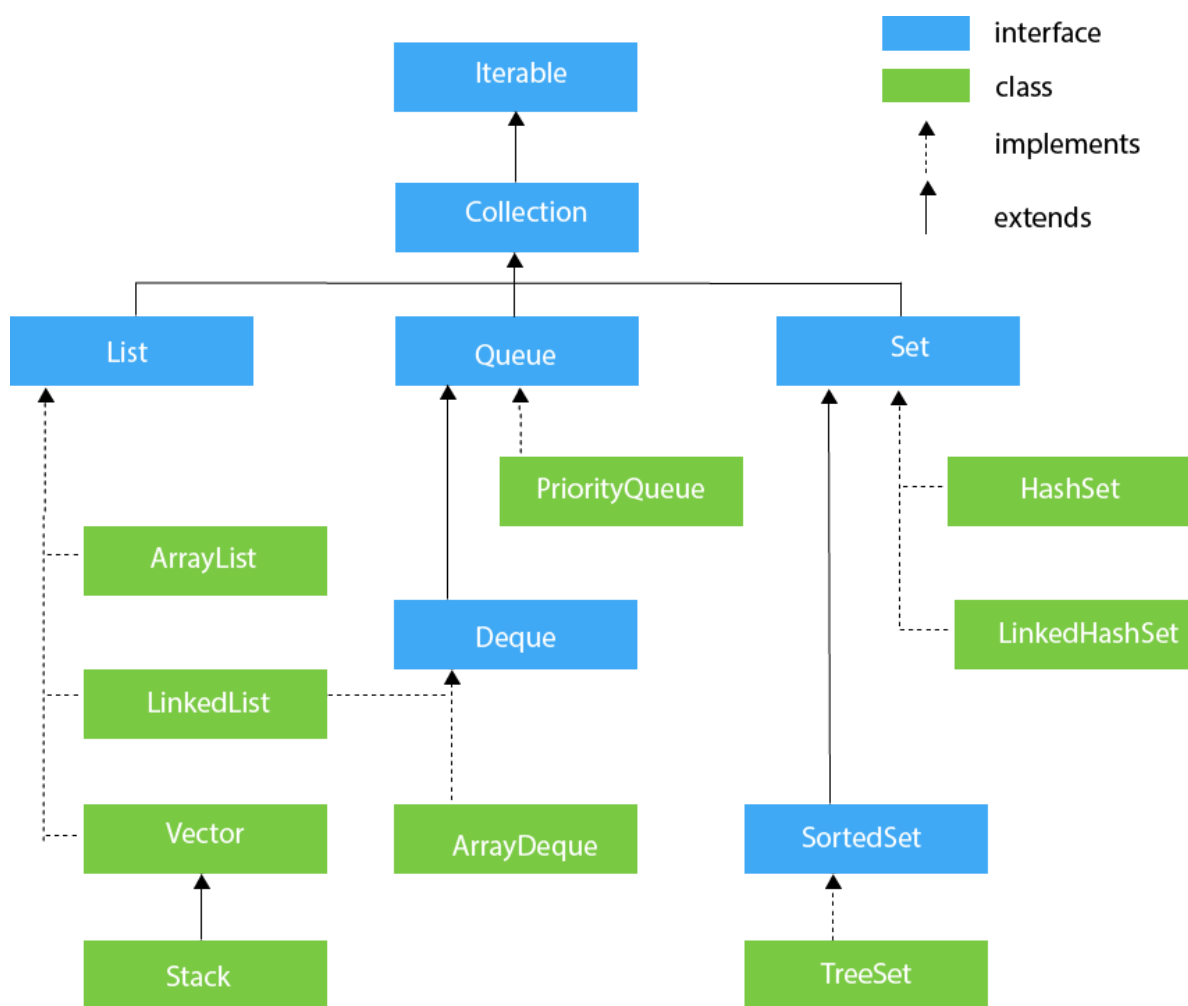 interface
Iterable
class
implements
Collection
extends
List
Queue
Set
PriorityQueue
HashSet
ArrayList
Deque
LinkedHashSet
LinkedList
Vector
ArrayDeque
SortedSet
Stack
TreeSet